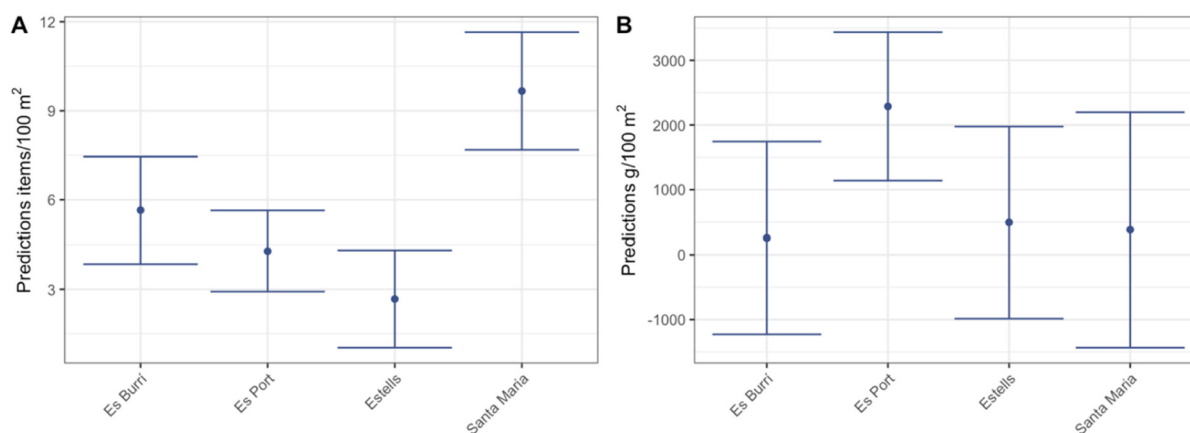 A
Predictions items/100 m²
12
9
6
3
Es Burri
Es Port
Estells
Santa Maria
B
Predictions g/100 m²
3000
2000
1000
0
-1000
Es Burri
Es Port
Estells
Santa Maria